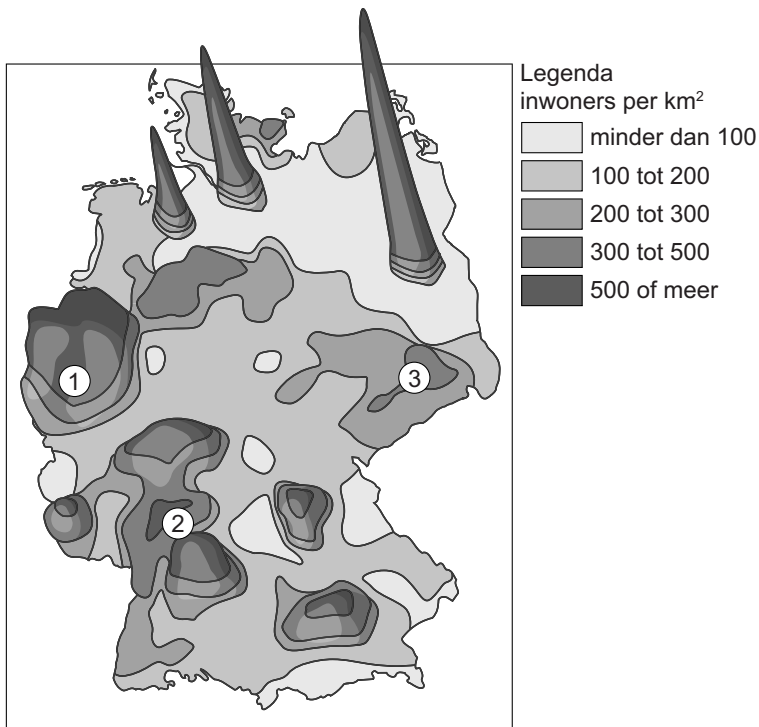 Legenda
inwoners per km²
minder dan 100
100 tot 200
200 tot 300
300 tot 500
500 of meer
1
3
2